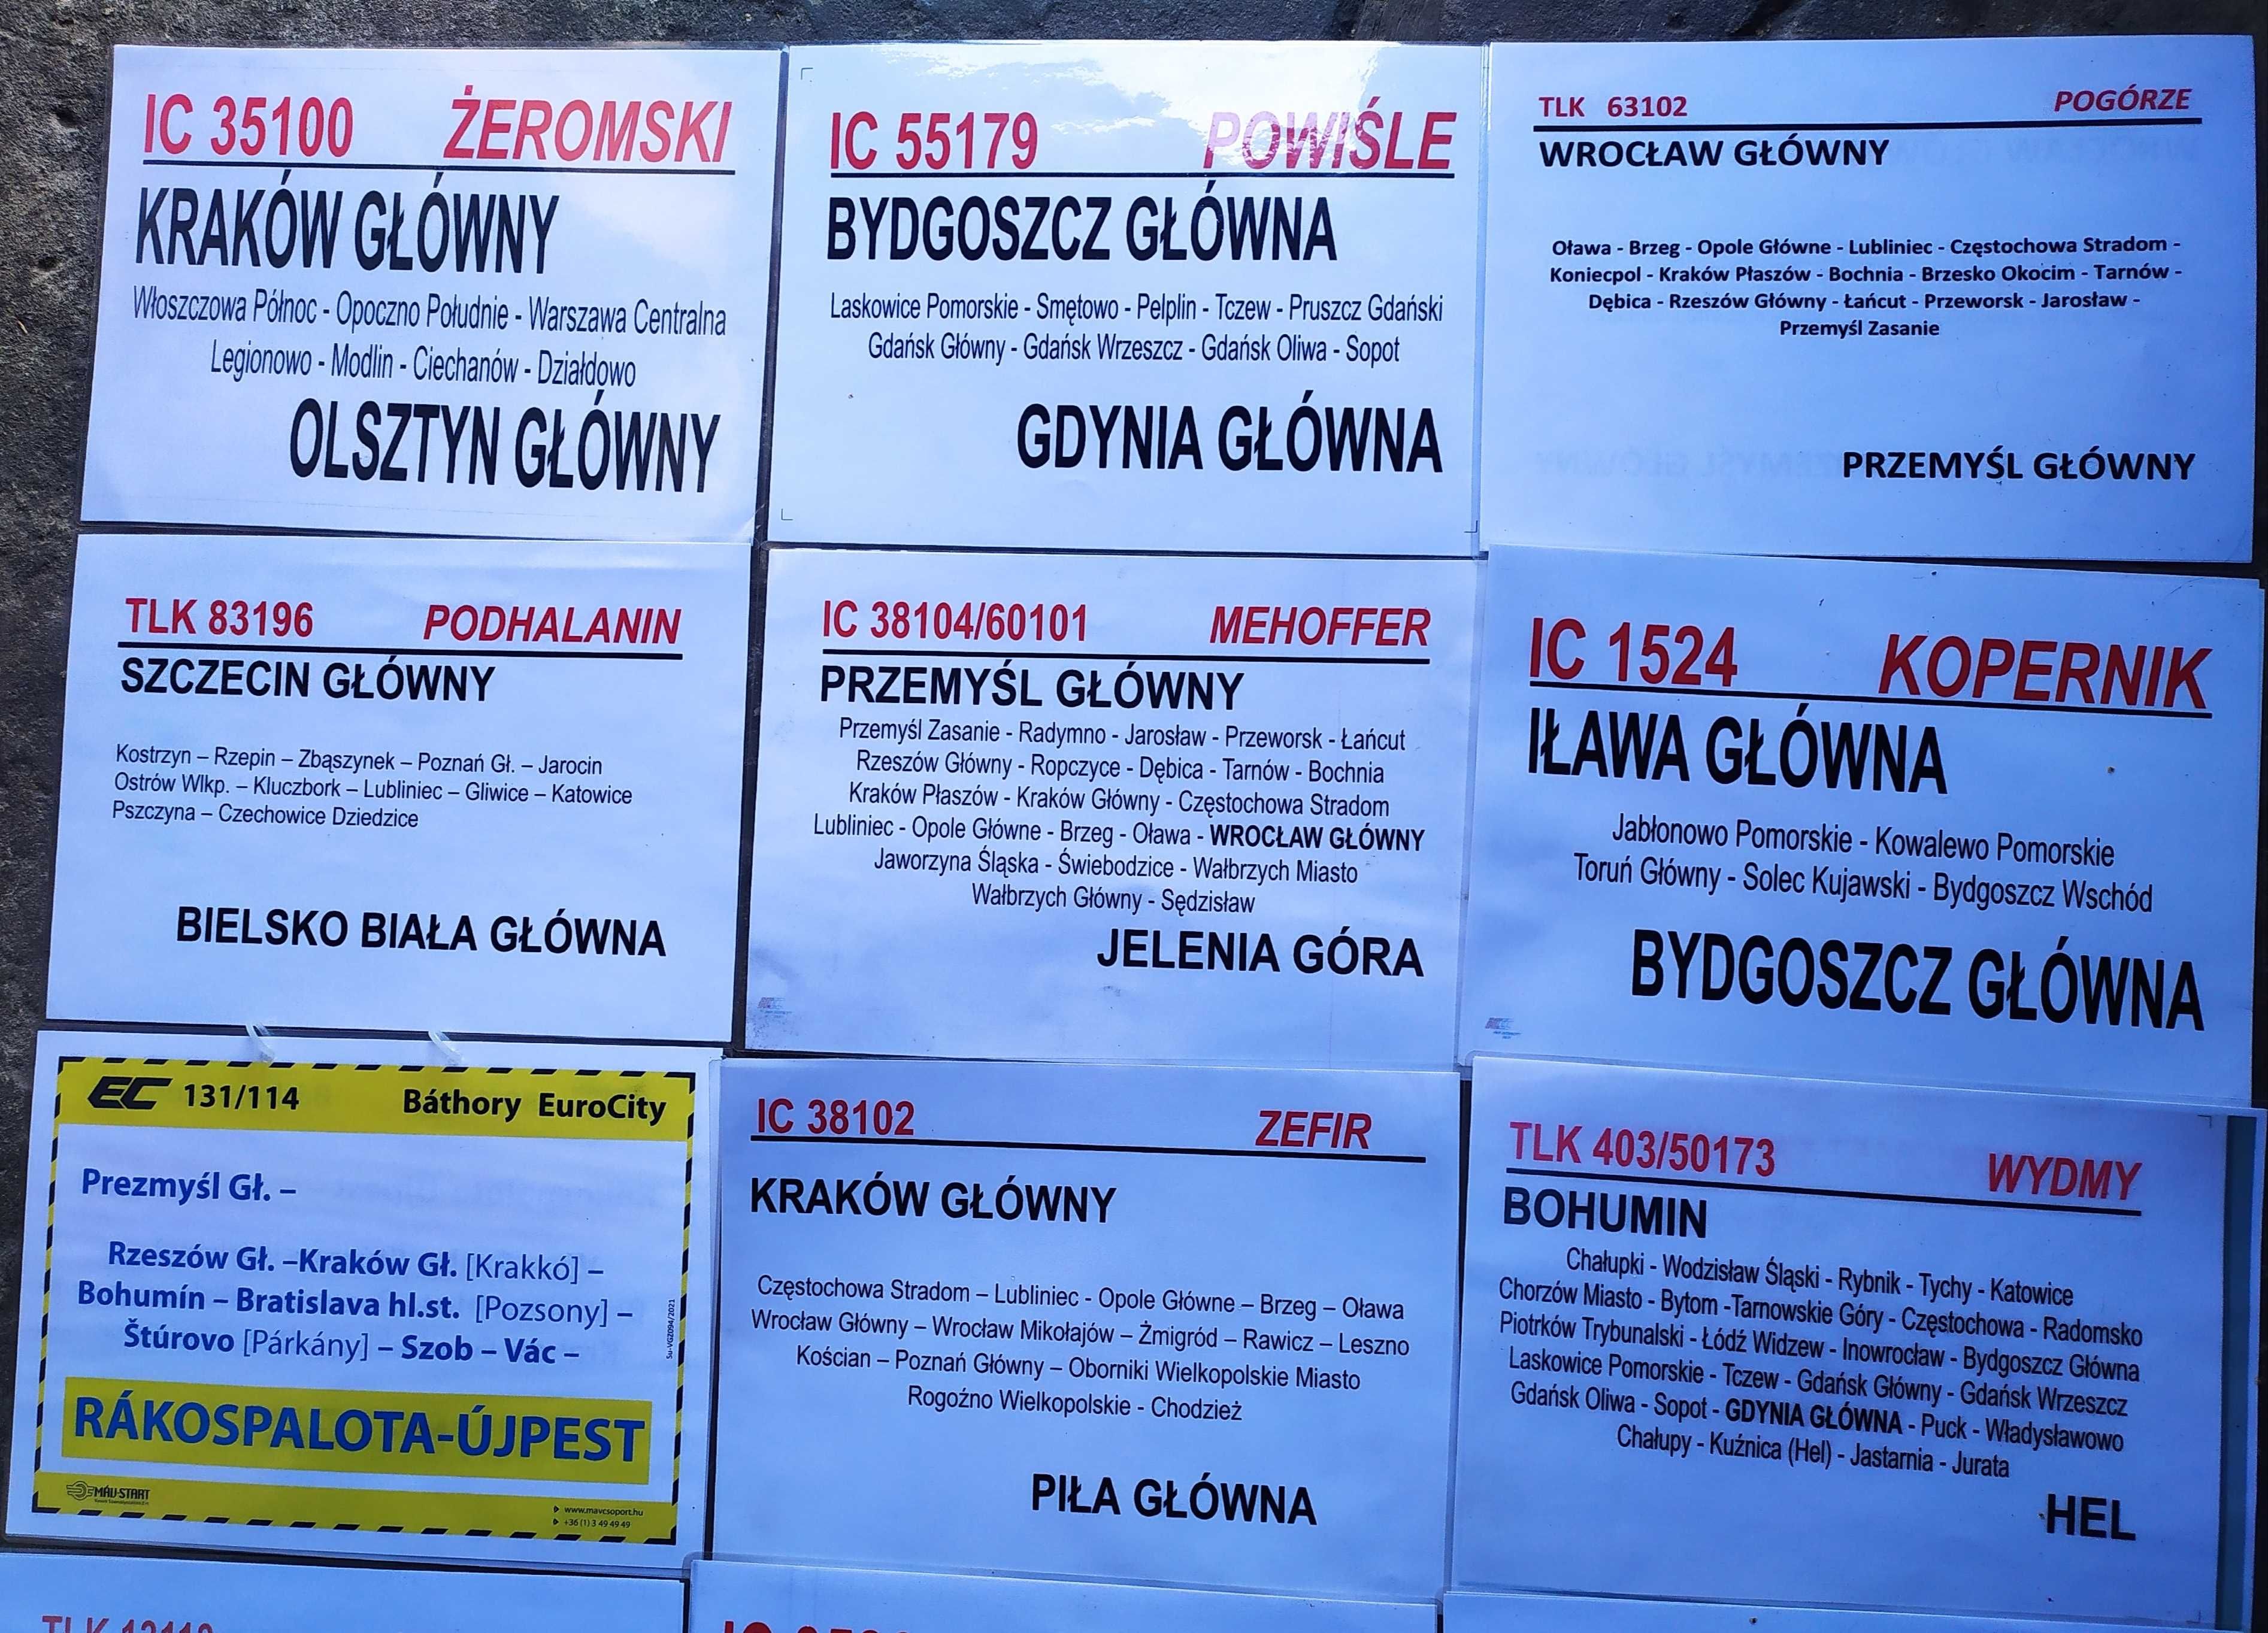 IC 35100 ŻEROMSKI
KRAKÓW GŁÓWNY
Włoszczowa Północ - Opoczno Południe - Warszawa Centralna
Legionowo - Modlin - Ciechanów - Działdowo
OLSZTYN GŁÓWNY
IC 55179 POWIŚLE
BYDGOSZCZ GŁÓWNA
Laskowice Pomorskie - Smętowo - Pelplin - Tczew - Pruszcz Gdański
Gdańsk Główny - Gdańsk Wrzeszcz - Gdańsk Oliwa - Sopot
GDYNIA GŁÓWNA
TLK 63102 POGÓRZE
WROCŁAW GŁÓWNY
Oława - Brzeg - Opole Główne - Lubliniec - Częstochowa Stradom -
Koniecpol - Kraków Płaszów - Bochnia - Brzesko Okocim - Tarnów -
Dębica - Rzeszów Główny - Łańcut - Przeworsk - Jarosław -
Przemyśl Zasanie
PRZEMYŚL GŁÓWNY
TLK 83196 PODHALANIN
SZCZECIN GŁÓWNY
Kostrzyn – Rzepin – Zbąszynek – Poznań Gł. – Jarocin
Ostrów Wlkp. – Kluczbork – Lubliniec – Gliwice – Katowice
Pszczyna – Czechowice Dziedzice
BIELSKO BIAŁA GŁÓWNA
IC 38104/60101 MEHOFFER
PRZEMYŚL GŁÓWNY
Przemyśl Zasanie - Radymno - Jarosław - Przeworsk - Łańcut
Rzeszów Główny - Ropczyce - Dębica - Tarnów - Bochnia
Kraków Płaszów - Kraków Główny - Częstochowa Stradom
Lubliniec - Opole Główne - Brzeg - Oława - WROCŁAW GŁÓWNY
Jaworzyna Śląska - Świebodzice - Wałbrzych Miasto
Wałbrzych Główny - Sędzisław
JELENIA GÓRA
IC 1524 KOPERNIK
IŁAWA GŁÓWNA
Jabłonowo Pomorskie - Kowalewo Pomorskie
Toruń Główny - Solec Kujawski - Bydgoszcz Wschód
BYDGOSZCZ GŁÓWNA
EC 131/114 Báthory EuroCity
Prezmyśl Gł. –
Rzeszów Gł. –Kraków Gł. [Krakkó] –
Bohumín – Bratislava hl.st. [Pozsony] –
Štúrovo [Párkány] – Szob – Vác –
RÁKOSPALOTA-ÚJPEST
Su-VG2094/2021
MÁV-START
www.mavcsoport.hu
+36 (1) 3 49 49 49
IC 38102 ZEFIR
KRAKÓW GŁÓWNY
Częstochowa Stradom – Lubliniec - Opole Główne – Brzeg – Oława
Wrocław Główny – Wrocław Mikołajów – Żmigród – Rawicz – Leszno
Kościan – Poznań Główny – Oborniki Wielkopolskie Miasto
Rogoźno Wielkopolskie - Chodzież
PIŁA GŁÓWNA
TLK 403/50173 WYDMY
BOHUMIN
Chałupki - Wodzisław Śląski - Rybnik - Tychy - Katowice
Chorzów Miasto - Bytom -Tarnowskie Góry - Częstochowa - Radomsko
Piotrków Trybunalski - Łódź Widzew - Inowrocław - Bydgoszcz Główna
Laskowice Pomorskie - Tczew - Gdańsk Główny - Gdańsk Wrzeszcz
Gdańsk Oliwa - Sopot - GDYNIA GŁÓWNA - Puck - Władysławowo
Chałupy - Kuźnica (Hel) - Jastarnia - Jurata
HEL
TLK
IC